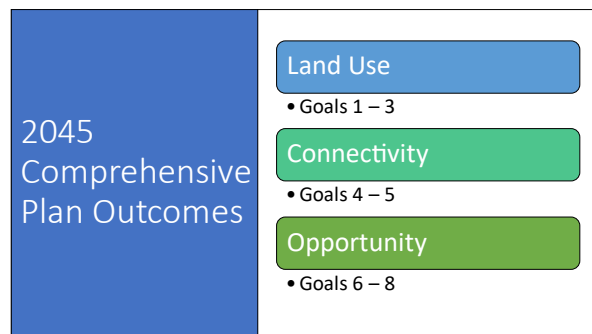 2045
Comprehensive
Plan Outcomes
Land Use
• Goals 1 – 3
Connectivity
• Goals 4 – 5
Opportunity
• Goals 6 – 8